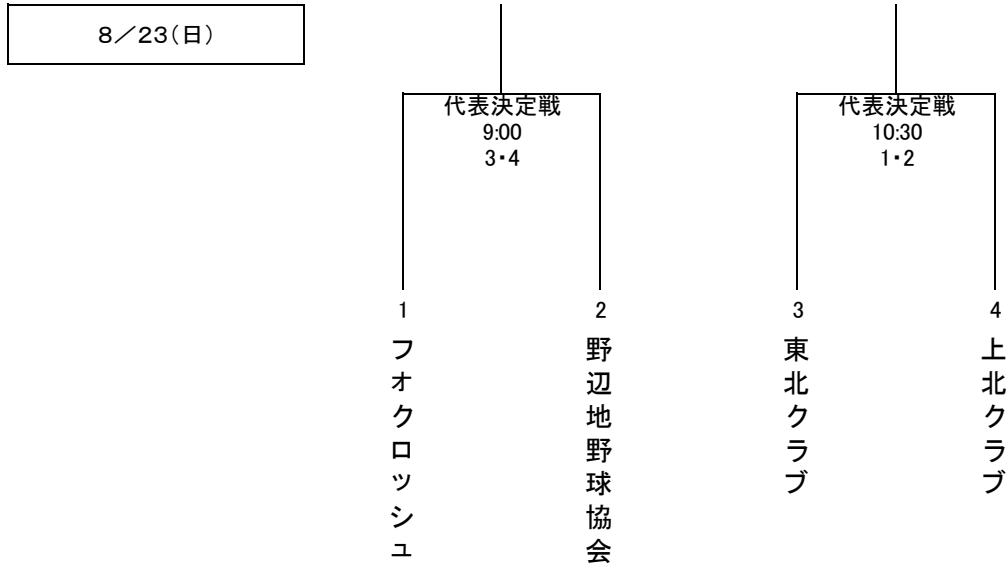 8／23（日）
代表決定戦
9:00
3・4
代表決定戦
10:30
1・2
1
2
3
4
フオクロッシュ
野辺地野球協会
東北クラブ
上北クラブ